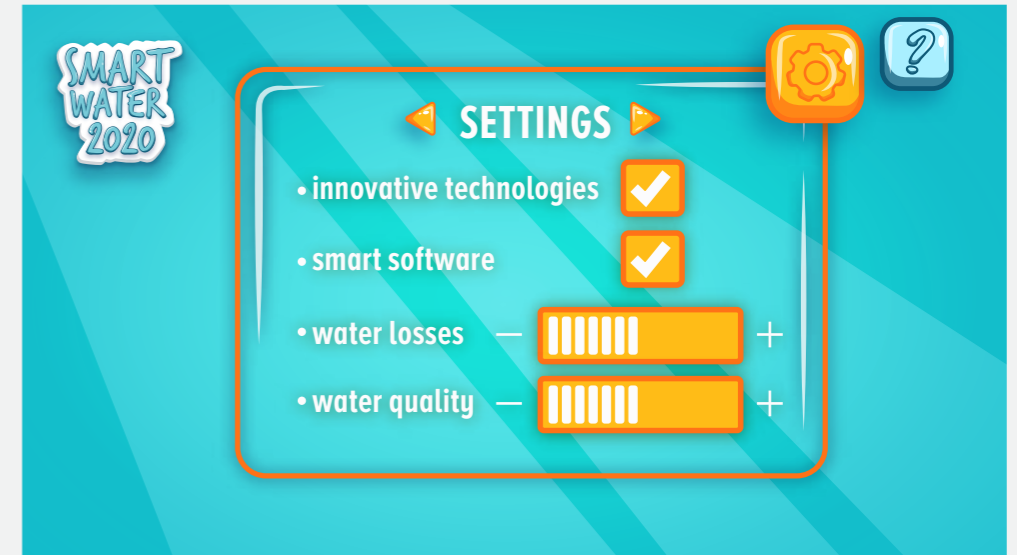 SMART
WATER
2020
?
SETTINGS
• innovative technologies
• smart software
• water losses − +
• water quality − +